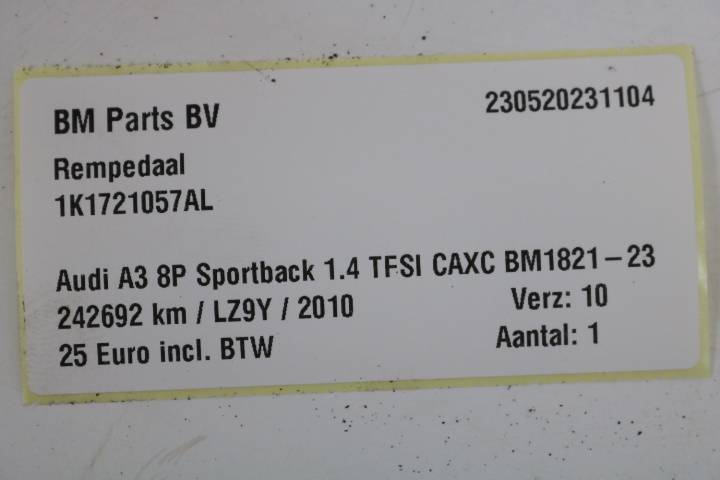 BM Parts BV 230520231104
Rempedaal
1K1721057AL
Audi A3 8P Sportback 1.4 TFSI CAXC BM1821-23
242692 km / LZ9Y / 2010 Verz: 10
25 Euro incl. BTW Aantal: 1